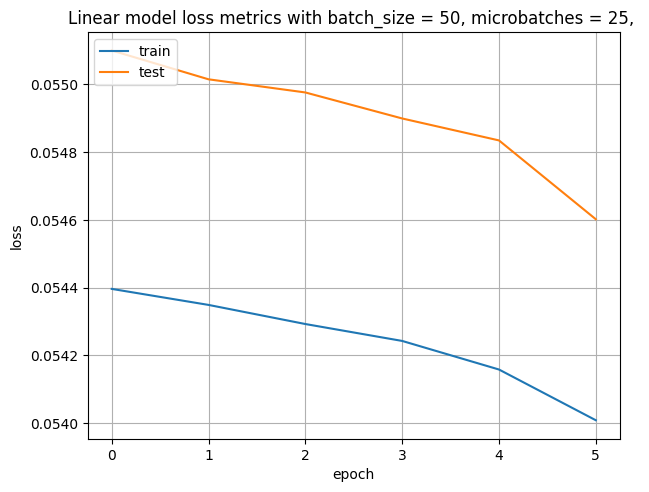 Linear model loss metrics with batch_size = 50, microbatches = 25,
train
test
0.0550
0.0548
0.0546
0.0544
0.0542
0.0540
loss
0 1 2 3 4 5
epoch